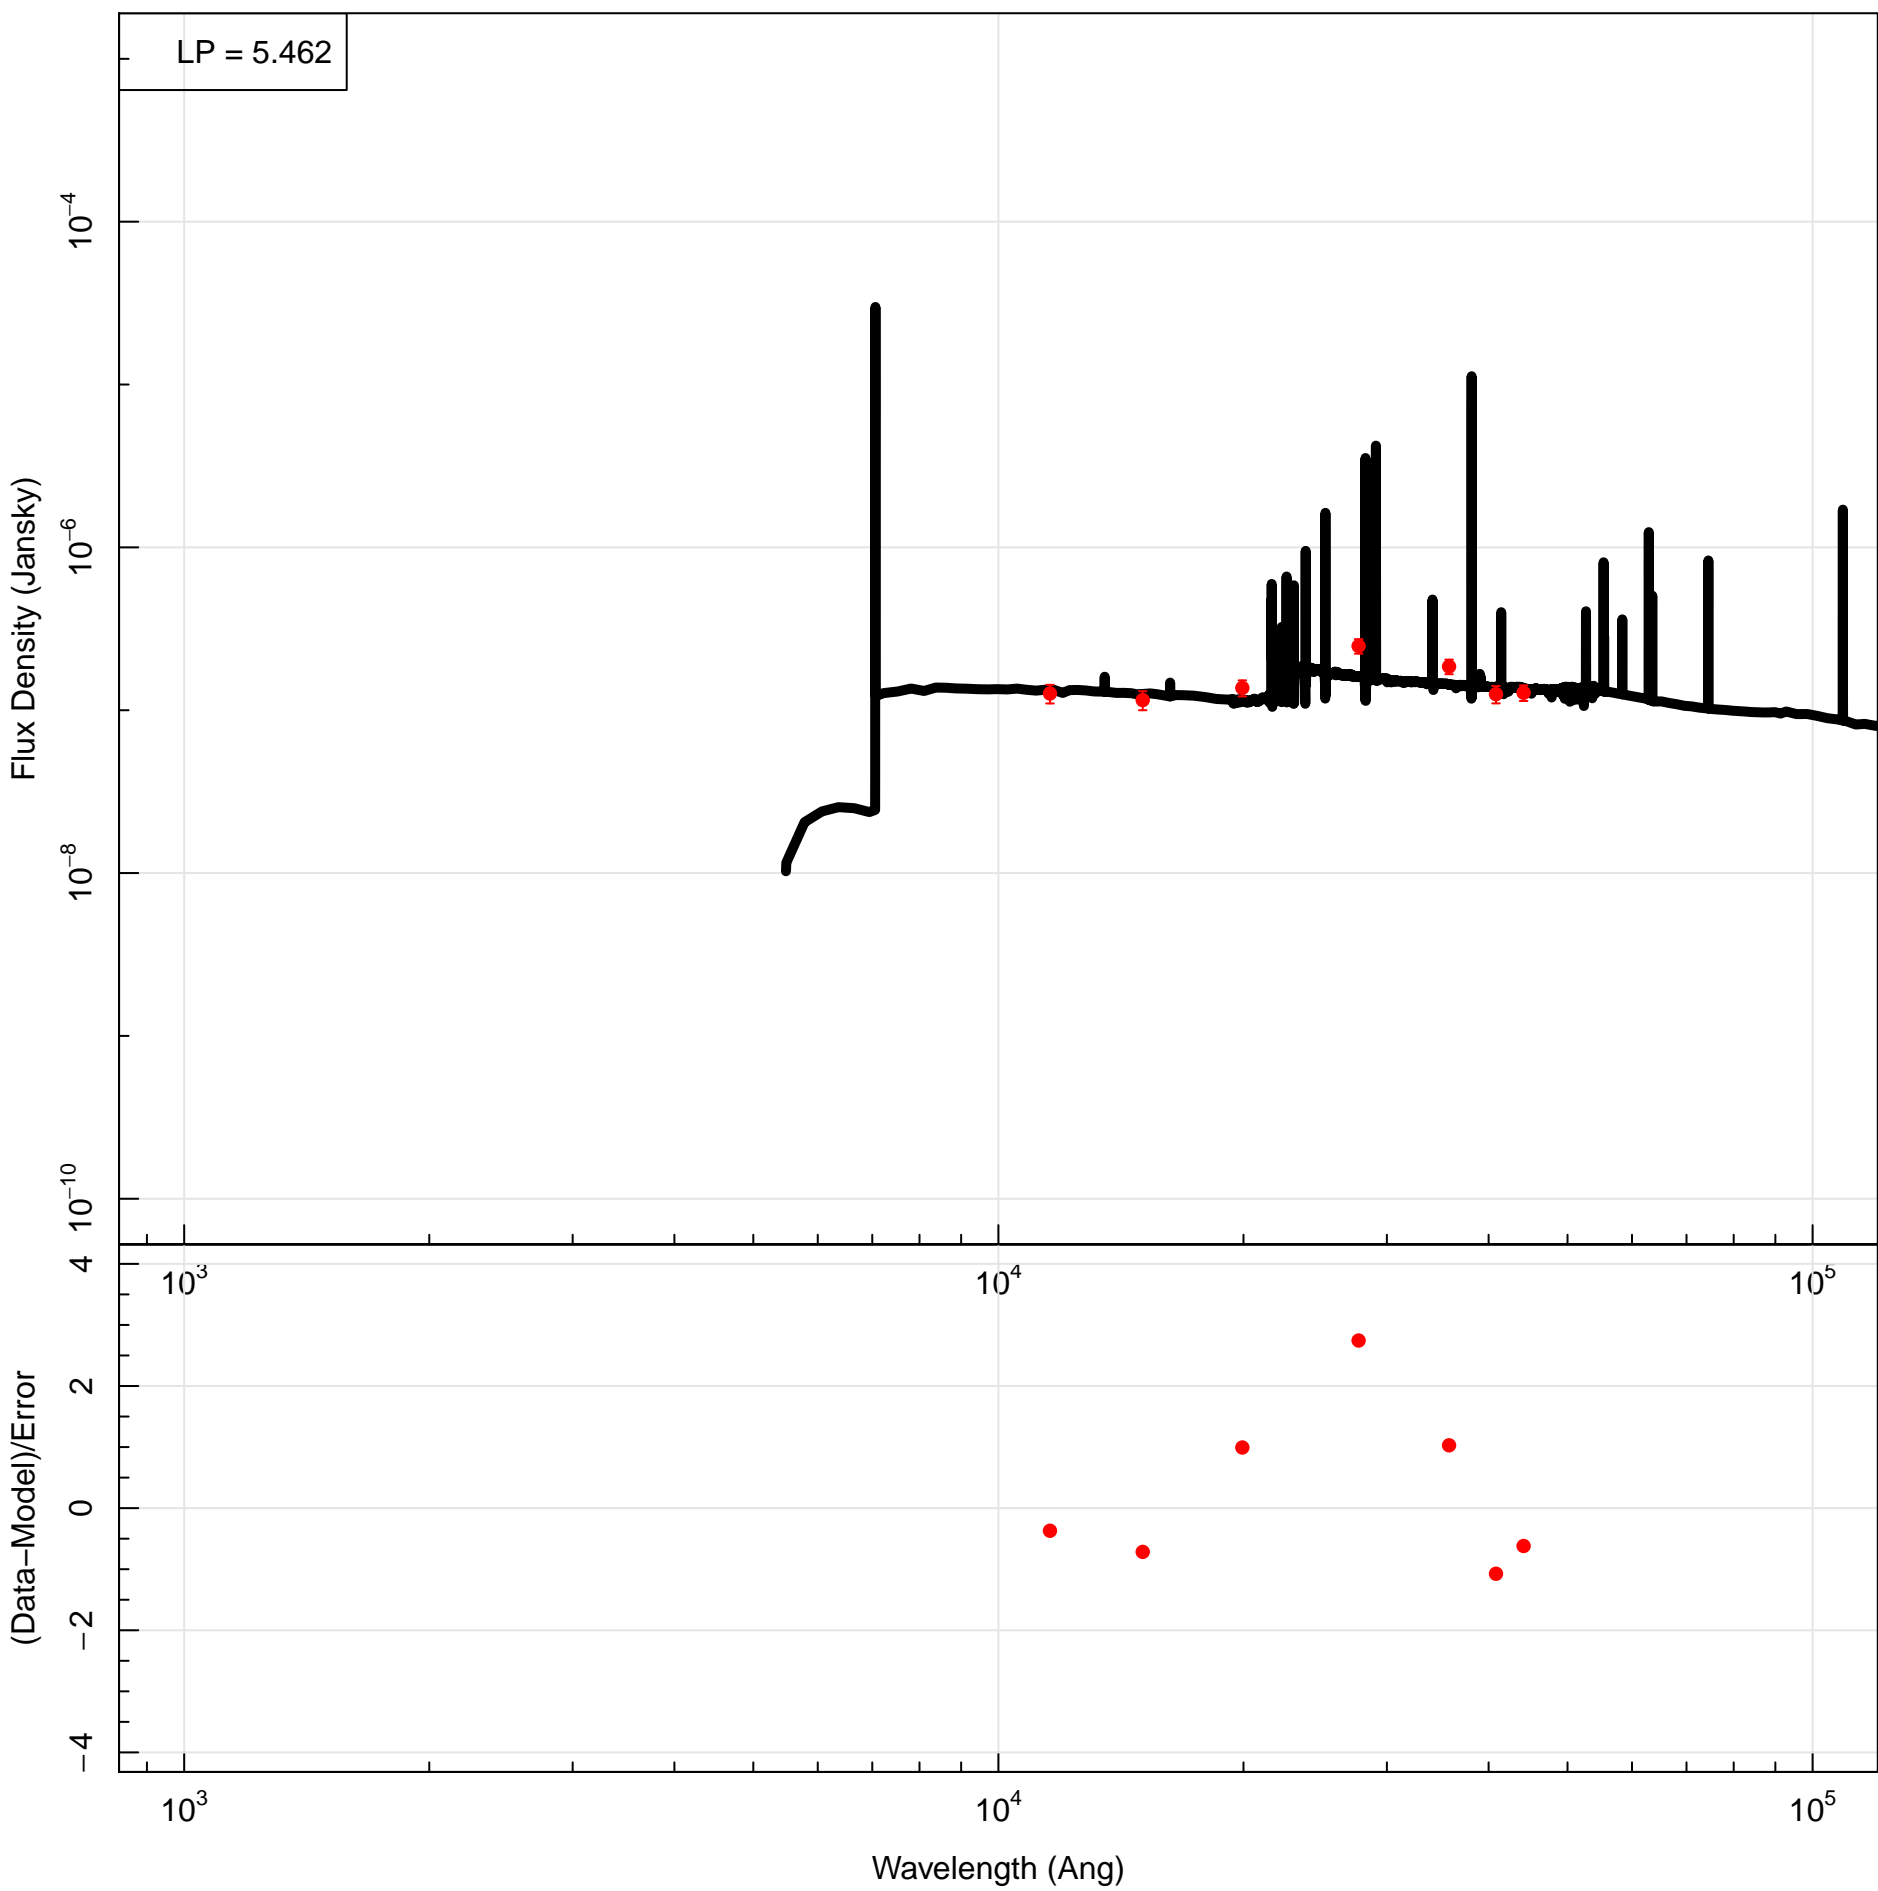 LP = 5.462
Flux Density (Jansky)
10⁻⁴
10⁻⁶
10⁻⁸
10⁻¹⁰
10³ 10⁴ 10⁵
(Data−Model)/Error
4
2
0
−2
−4
10³ 10⁴ 10⁵
Wavelength (Ang)